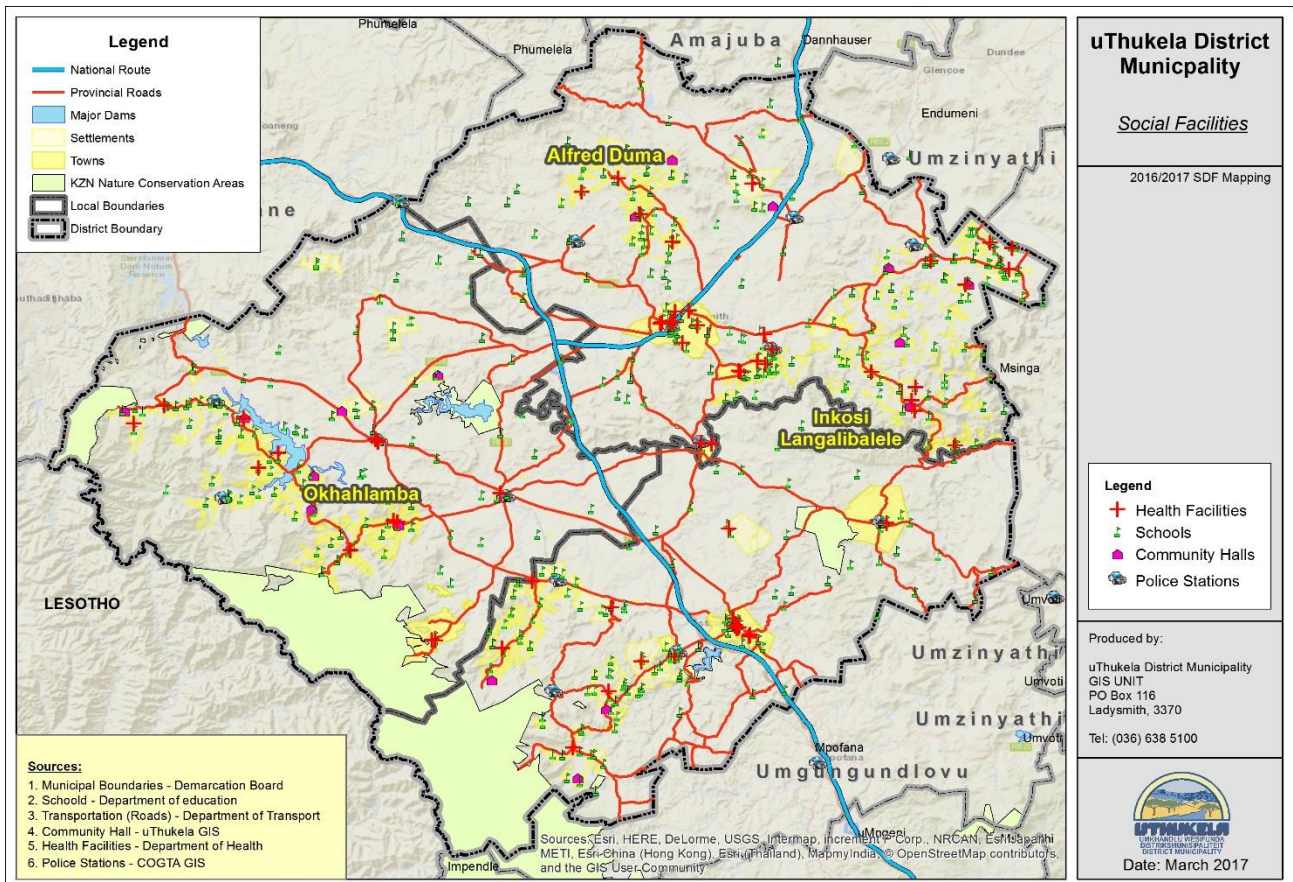 Legend
National Route
Provincial Roads
Major Dams
Settlements
Towns
KZN Nature Conservation Areas
Local Boundaries
District Boundary
Phumelela
Phumelela
Amajuba
Dannhauser
Dundee
Glencoe
Endumeni
Umzinyathi
Alfred Duma
Msinga
Inkosi
Langalibalele
Okhahlamba
LESOTHO
Umvoti
Umzinyathi
Umvoti
Umzinyathi
Umvoti
Mpofana
Umgungundlovu
uMngeni
Impendle
Sources:
1. Municipal Boundaries - Demarcation Board
2. Schoold - Department of education
3. Transportation (Roads) - Department of Transport
4. Community Hall - uThukela GIS
5. Health Facilities - Department of Health
6. Police Stations - COGTA GIS
Sources: Esri, HERE, DeLorme, USGS, Intermap, increment P Corp., NRCAN, Esri Japan,
METI, Esri China (Hong Kong), Esri (Thailand), MapmyIndia, © OpenStreetMap contributors,
and the GIS User Community
uThukela District
Municpality
Social Facilities
2016/2017 SDF Mapping
Legend
Health Facilities
Schools
Community Halls
Police Stations
Produced by:
uThukela District Municipality
GIS UNIT
PO Box 116
Ladysmith, 3370
Tel: (036) 638 5100
UTHUKELA
UMKHANDLU WESIFUNDA
DISTRIKSMUNISIPALITEIT
DISTRICT MUNICIPALITY
Date: March 2017